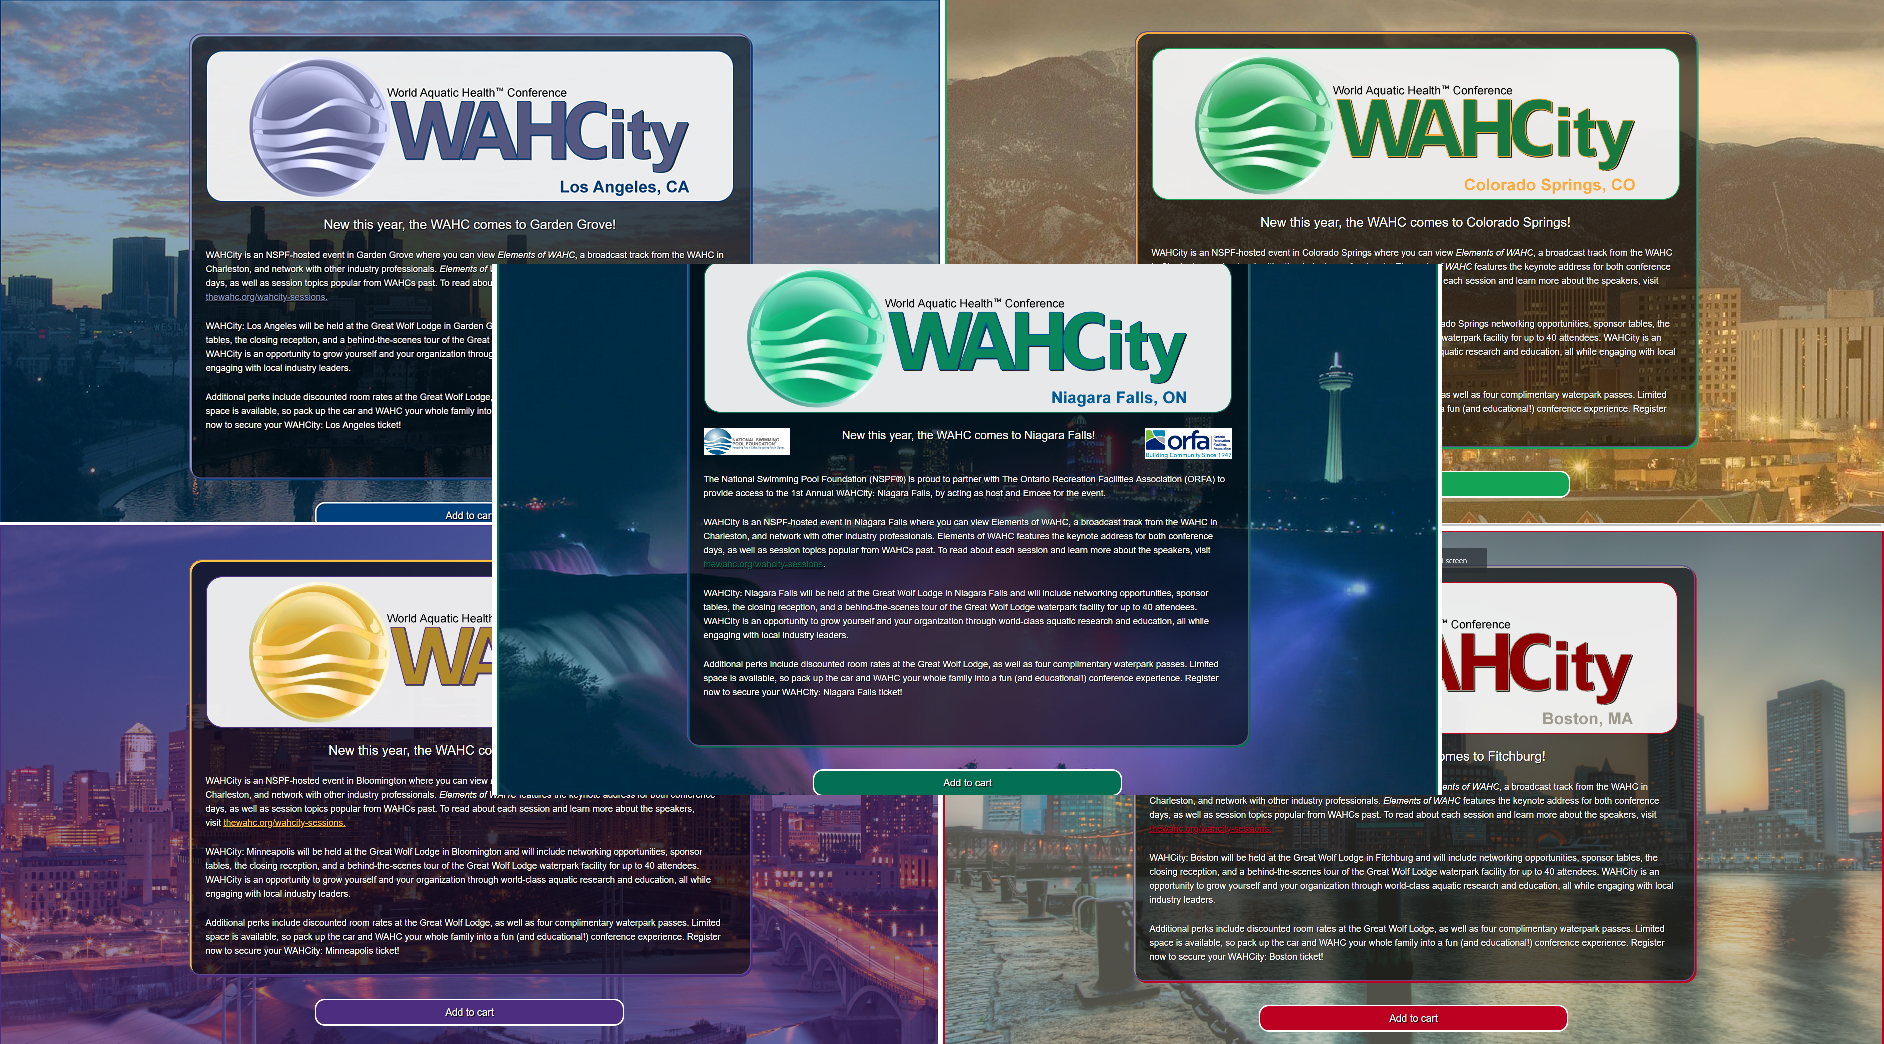 World Aquatic Health™ Conference
WAHCity
Los Angeles, CA
New this year, the WAHC comes to Garden Grove!
WAHCity is an NSPF-hosted event in Garden Grove where you can view Elements of WAHC, a broadcast track from the WAHC in
Charleston, and network with other industry professionals. Elements of
days, as well as session topics popular from WAHCs past. To read abou
thewahc.org/wahcity-sessions.
WAHCity: Los Angeles will be held at the Great Wolf Lodge in Garden G
tables, the closing reception, and a behind-the-scenes tour of the Great
WAHCity is an opportunity to grow yourself and your organization throug
engaging with local industry leaders.
Additional perks include discounted room rates at the Great Wolf Lodge,
space is available, so pack up the car and WAHC your whole family into
now to secure your WAHCity: Los Angeles ticket!
Add to car
World Aquatic Health™ Conference
WAHCity
Colorado Springs, CO
New this year, the WAHC comes to Colorado Springs!
WAHCity is an NSPF-hosted event in Colorado Springs where you can view Elements of WAHC, a broadcast track from the WAHC
WAHC features the keynote address for both conference
each session and learn more about the speakers, visit
ado Springs networking opportunities, sponsor tables, the
waterpark facility for up to 40 attendees. WAHCity is an
quatic research and education, all while engaging with local
as well as four complimentary waterpark passes. Limited
a fun (and educational!) conference experience. Register
World Aquatic Health™ Conference
WAHCity
Niagara Falls, ON
NATIONAL SWIMMING
POOL FOUNDATION
New this year, the WAHC comes to Niagara Falls!
orfa
Building Community Since 1947
The National Swimming Pool Foundation (NSPF®) is proud to partner with The Ontario Recreation Facilities Association (ORFA) to
provide access to the 1st Annual WAHCity: Niagara Falls, by acting as host and Emcee for the event.
WAHCity is an NSPF-hosted event in Niagara Falls where you can view Elements of WAHC, a broadcast track from the WAHC in
Charleston, and network with other industry professionals. Elements of WAHC features the keynote address for both conference
days, as well as session topics popular from WAHCs past. To read about each session and learn more about the speakers, visit
thewahc.org/wahcity-sessions.
WAHCity: Niagara Falls will be held at the Great Wolf Lodge in Niagara Falls and will include networking opportunities, sponsor
tables, the closing reception, and a behind-the-scenes tour of the Great Wolf Lodge waterpark facility for up to 40 attendees.
WAHCity is an opportunity to grow yourself and your organization through world-class aquatic research and education, all while
engaging with local industry leaders.
Additional perks include discounted room rates at the Great Wolf Lodge, as well as four complimentary waterpark passes. Limited
space is available, so pack up the car and WAHC your whole family into a fun (and educational!) conference experience. Register
now to secure your WAHCity: Niagara Falls ticket!
Add to cart
World Aquatic Health
WA
New this year, the WAHC co
WAHCity is an NSPF-hosted event in Bloomington where you can view
Charleston, and network with other industry professionals. Elements of WAHC features the keynote address for both conference
days, as well as session topics popular from WAHCs past. To read about each session and learn more about the speakers,
visit thewahc.org/wahcity-sessions.
WAHCity: Minneapolis will be held at the Great Wolf Lodge in Bloomington and will include networking opportunities, sponsor
tables, the closing reception, and a behind-the-scenes tour of the Great Wolf Lodge waterpark facility for up to 40 attendees.
WAHCity is an opportunity to grow yourself and your organization through world-class aquatic research and education, all while
engaging with local industry leaders.
Additional perks include discounted room rates at the Great Wolf Lodge, as well as four complimentary waterpark passes. Limited
space is available, so pack up the car and WAHC your whole family into a fun (and educational!) conference experience. Register
now to secure your WAHCity: Minneapolis ticket!
Add to cart
screen
™ Conference
AHCity
Boston, MA
omes to Fitchburg!
ents of WAHC, a broadcast track from the WAHC in
Charleston, and network with other industry professionals. Elements of WAHC features the keynote address for both conference
days, as well as session topics popular from WAHCs past. To read about each session and learn more about the speakers, visit
thewahc.org/wahcity-sessions.
WAHCity: Boston will be held at the Great Wolf Lodge in Fitchburg and will include networking opportunities, sponsor tables, the
closing reception, and a behind-the-scenes tour of the Great Wolf Lodge waterpark facility for up to 40 attendees. WAHCity is an
opportunity to grow yourself and your organization through world-class aquatic research and education, all while engaging with local
industry leaders.
Additional perks include discounted room rates at the Great Wolf Lodge, as well as four complimentary waterpark passes. Limited
space is available, so pack up the car and WAHC your whole family into a fun (and educational!) conference experience. Register
now to secure your WAHCity: Boston ticket!
Add to cart